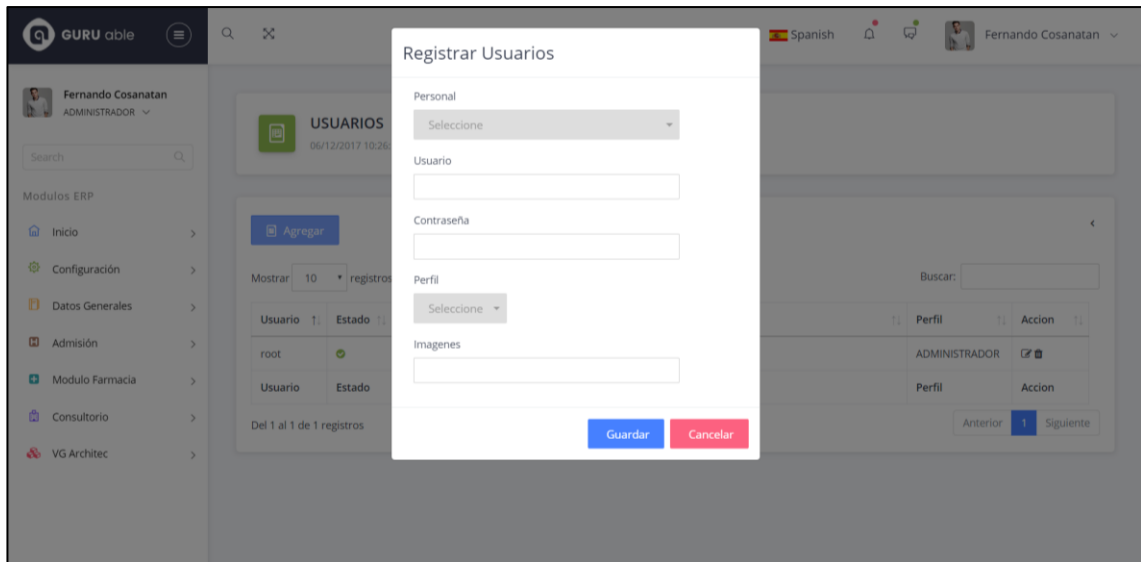 GURU able
Spanish
Fernando Cosanatan
Fernando Cosanatan
ADMINISTRADOR
Search
Modulos ERP
Inicio
Configuración
Datos Generales
Admisión
Modulo Farmacia
Consultorio
VG Architec
USUARIOS
06/12/2017 10:26:
Agregar
Mostrar 10 registros
Buscar:
Usuario Estado Perfil Accion
root ADMINISTRADOR
Usuario Estado Perfil Accion
Del 1 al 1 de 1 registros
Anterior 1 Siguiente
Registrar Usuarios
Personal
Seleccione
Usuario
Contraseña
Perfil
Seleccione
Imagenes
Guardar Cancelar